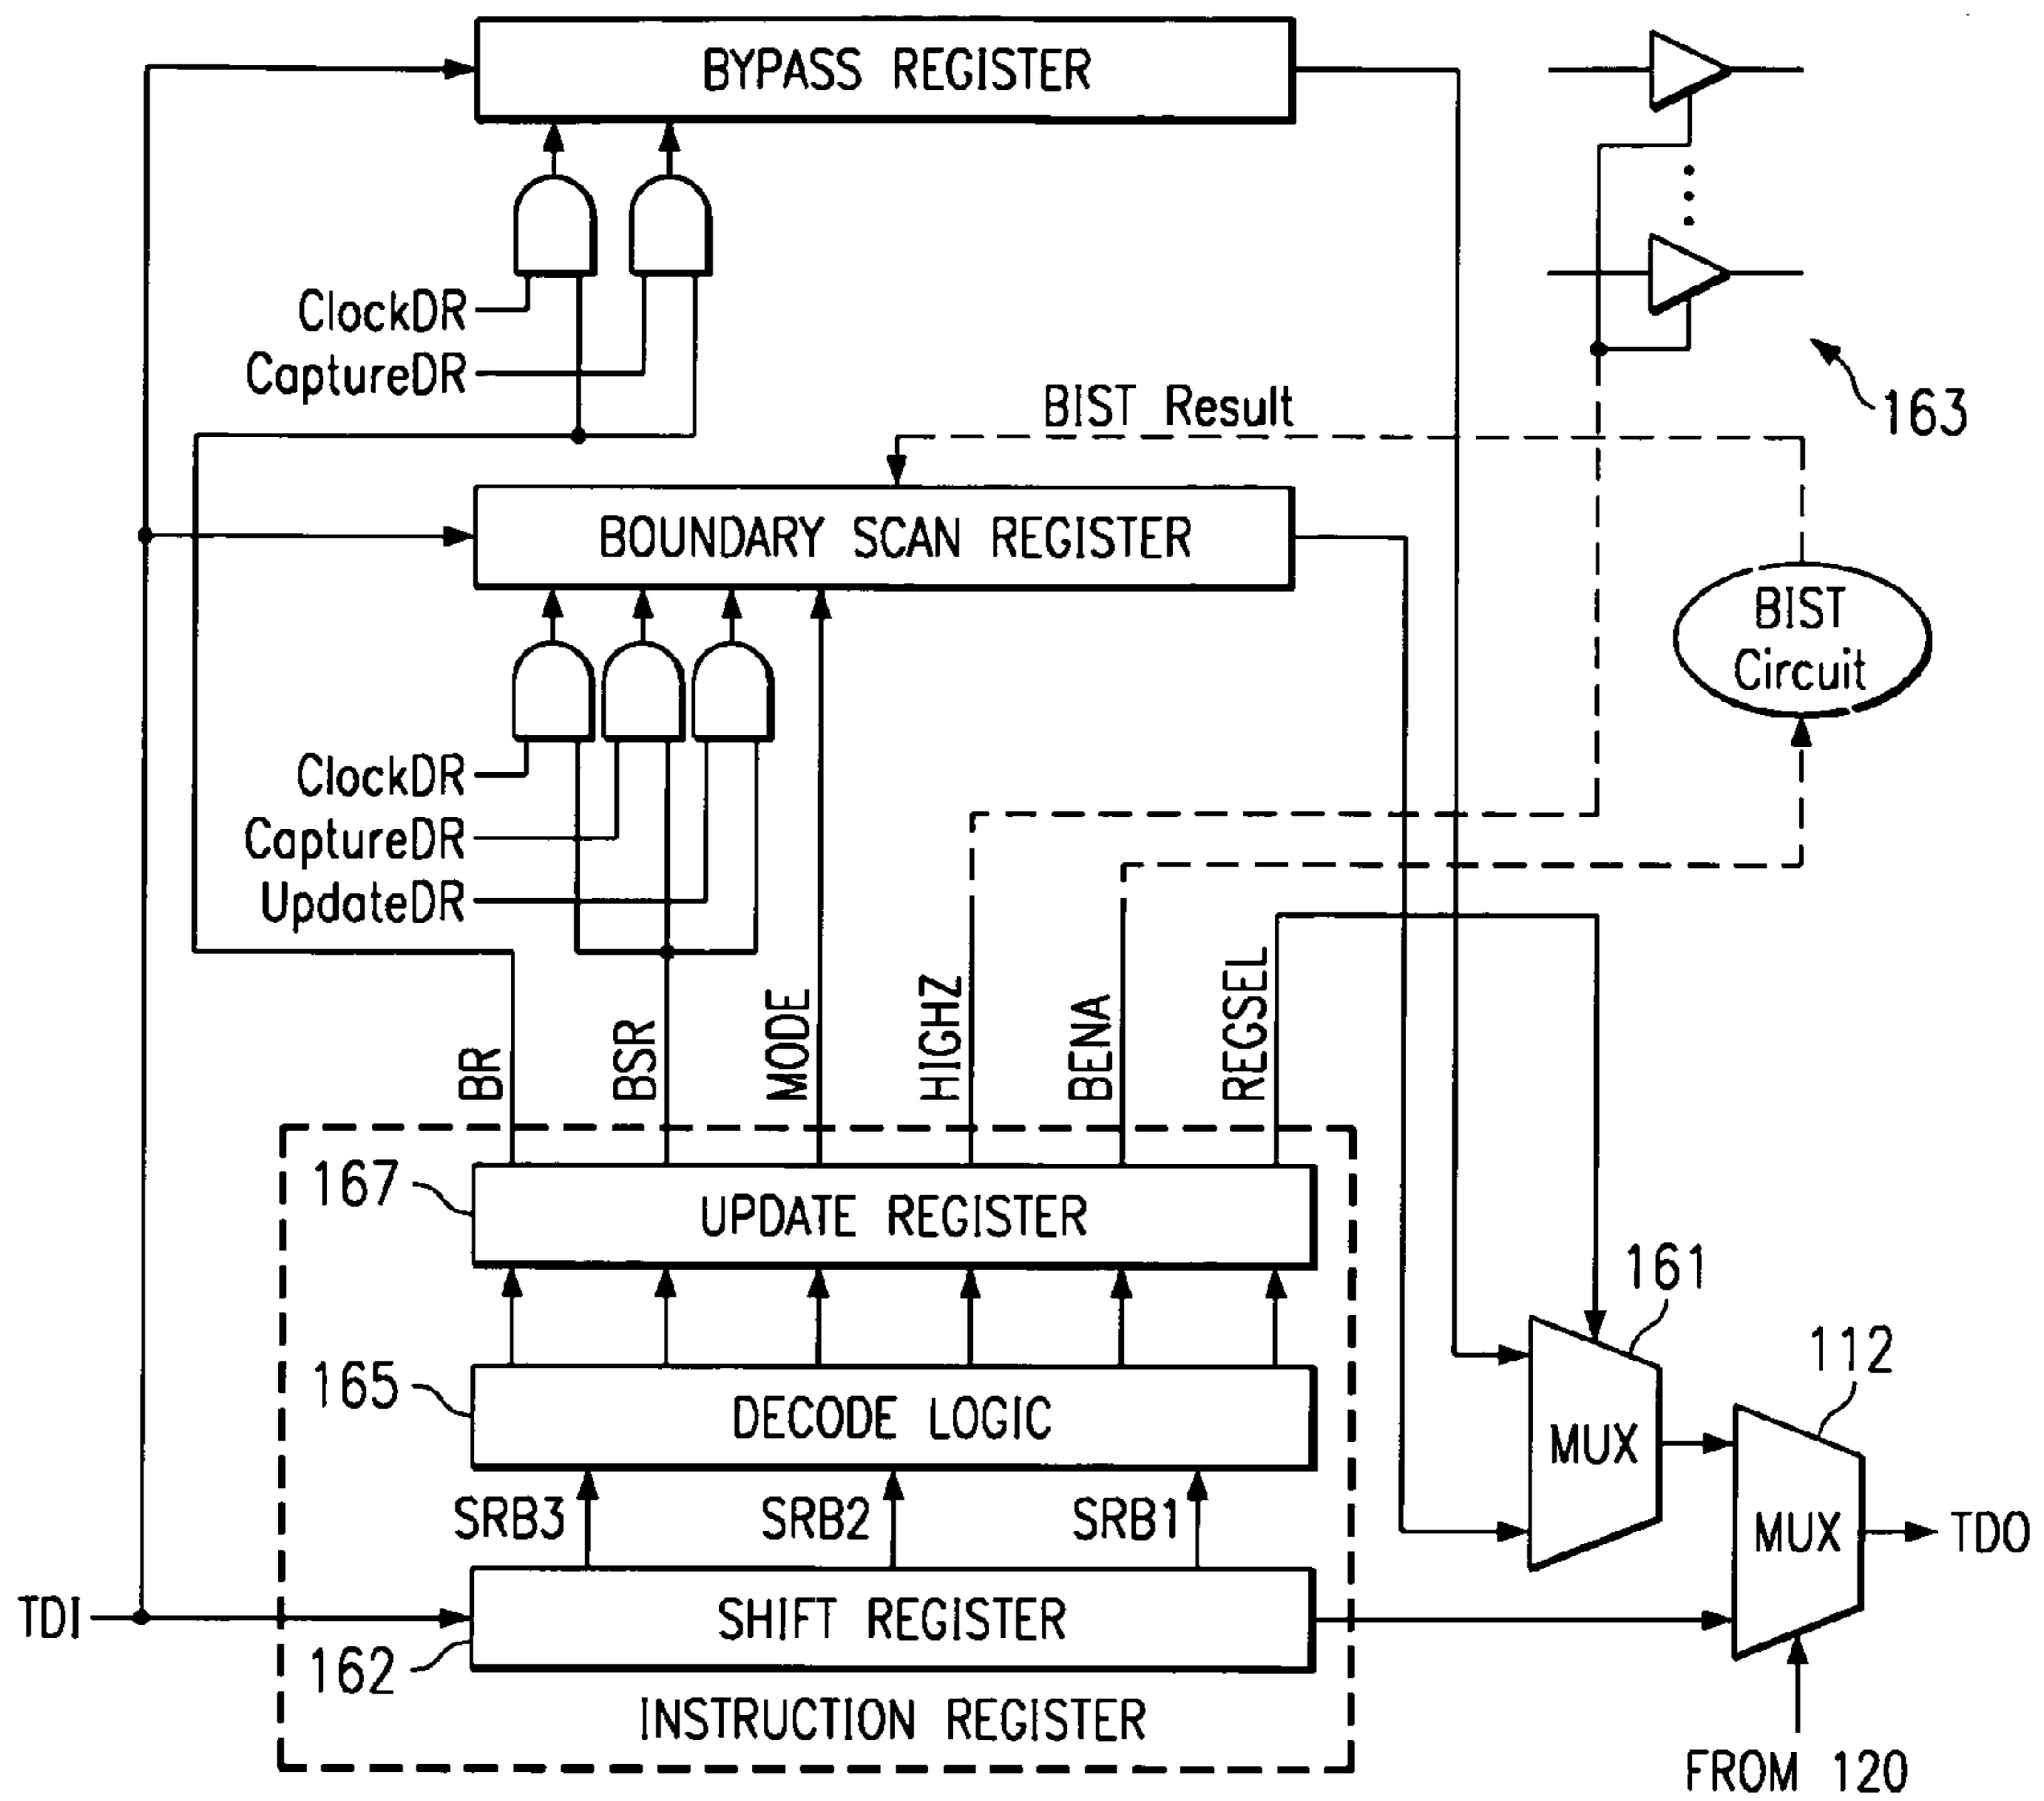 BYPASS REGISTER
ClockDR
CaptureDR
BIST Result
163
BOUNDARY SCAN REGISTER
BIST
Circuit
ClockDR
CaptureDR
UpdateDR
BR
BSR
MODE
HIGHZ
BENA
REGSEL
167
UPDATE REGISTER
161
112
165
DECODE LOGIC
MUX
SRB3
SRB2
SRB1
MUX
TDO
TDI
SHIFT REGISTER
162
INSTRUCTION REGISTER
FROM 120